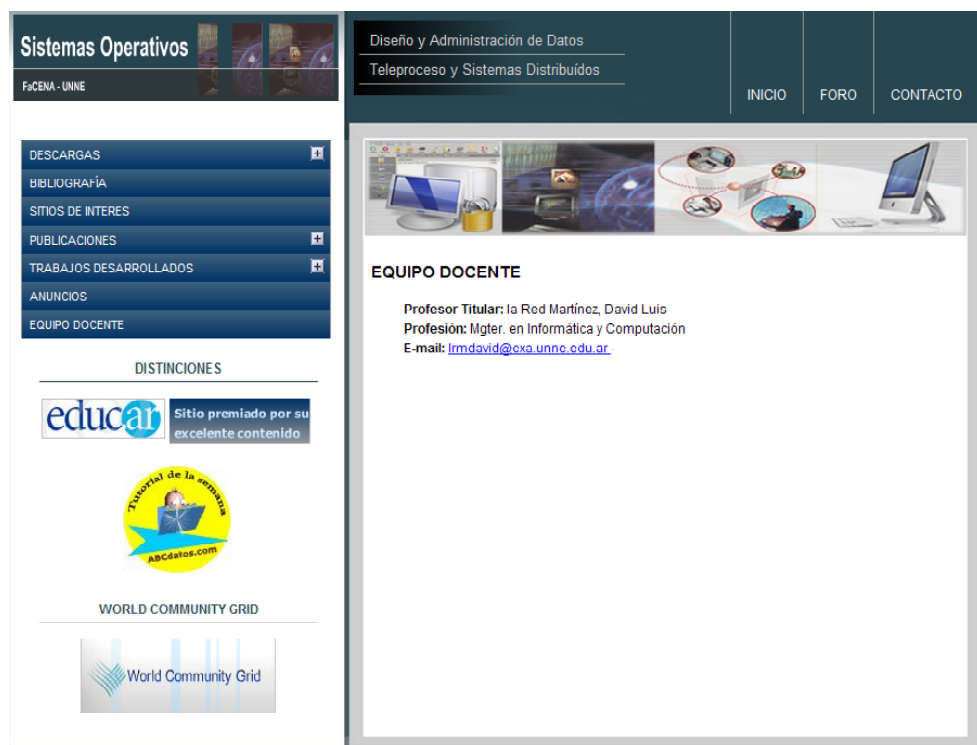 Sistemas Operativos
FaCENA - UNNE
Diseño y Administración de Datos
Teleproceso y Sistemas Distribuídos
INICIO
FORO
CONTACTO
DESCARGAS
BIBLIOGRAFÍA
SITIOS DE INTERES
PUBLICACIONES
TRABAJOS DESARROLLADOS
ANUNCIOS
EQUIPO DOCENTE
DISTINCIONES
educar
Sitio premiado por su
excelente contenido
Tutorial de la semana
ABCdatos.com
WORLD COMMUNITY GRID
World Community Grid
EQUIPO DOCENTE
Profesor Titular: la Red Martínez, David Luis
Profesión: Mgter. en Informática y Computación
E-mail: lrmdavid@exa.unne.edu.ar